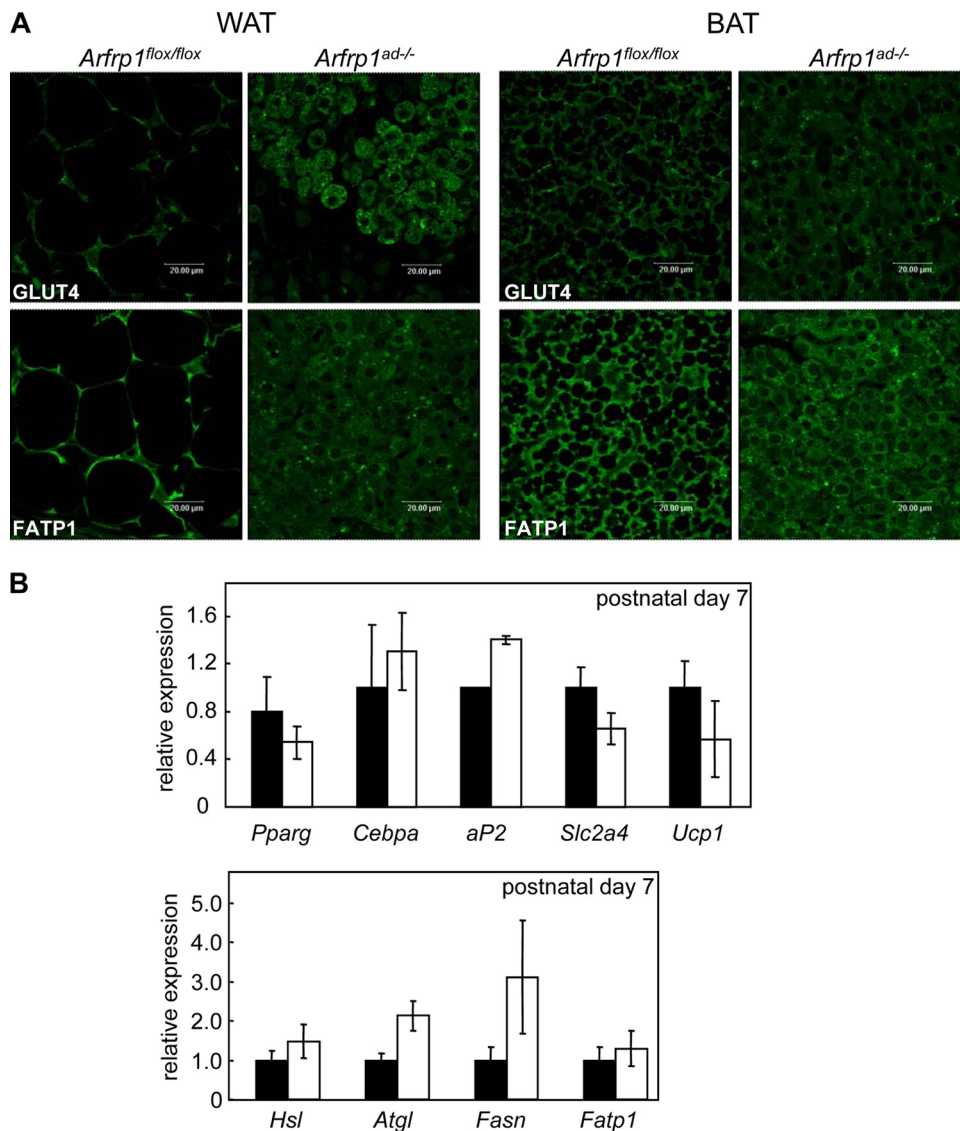 A
WAT
BAT
Arfrp1flox/flox
Arfrp1ad-/-
Arfrp1flox/flox
Arfrp1ad-/-
GLUT4
20.00 µm
20.00 µm
GLUT4
20.00 µm
20.00 µm
FATP1
20.00 µm
20.00 µm
FATP1
20.00 µm
20.00 µm
B
relative expression
postnatal day 7
1.6
1.2
0.8
0.4
0
Pparg Cebpa aP2 Slc2a4 Ucp1
relative expression
postnatal day 7
5.0
4.0
3.0
2.0
1.0
0
Hsl Atgl Fasn Fatp1